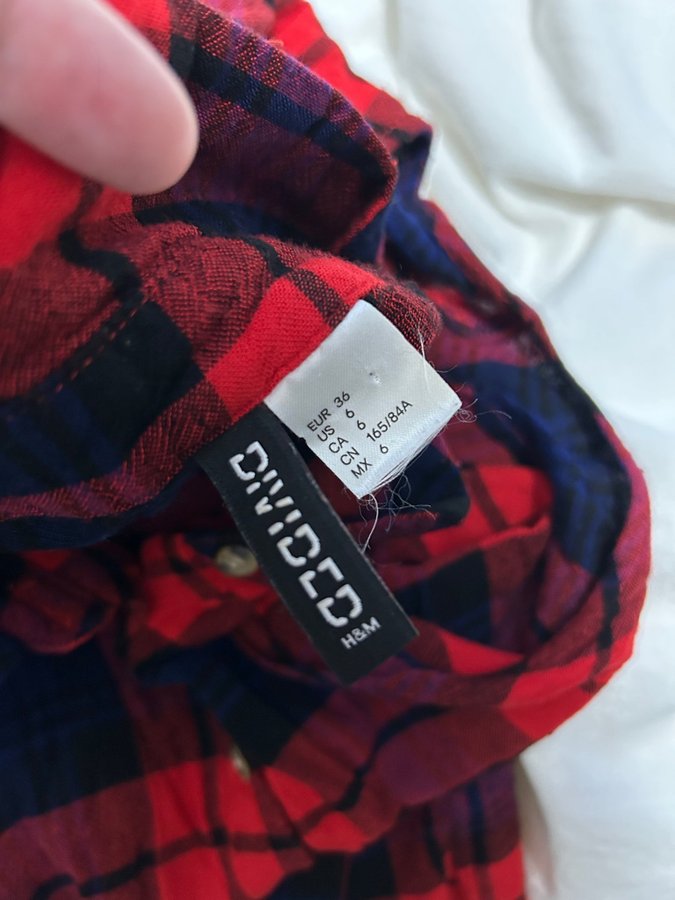 EUR 36
US 6
CA 6
CN 165/84A
MX 6
DIVIDED
H&M